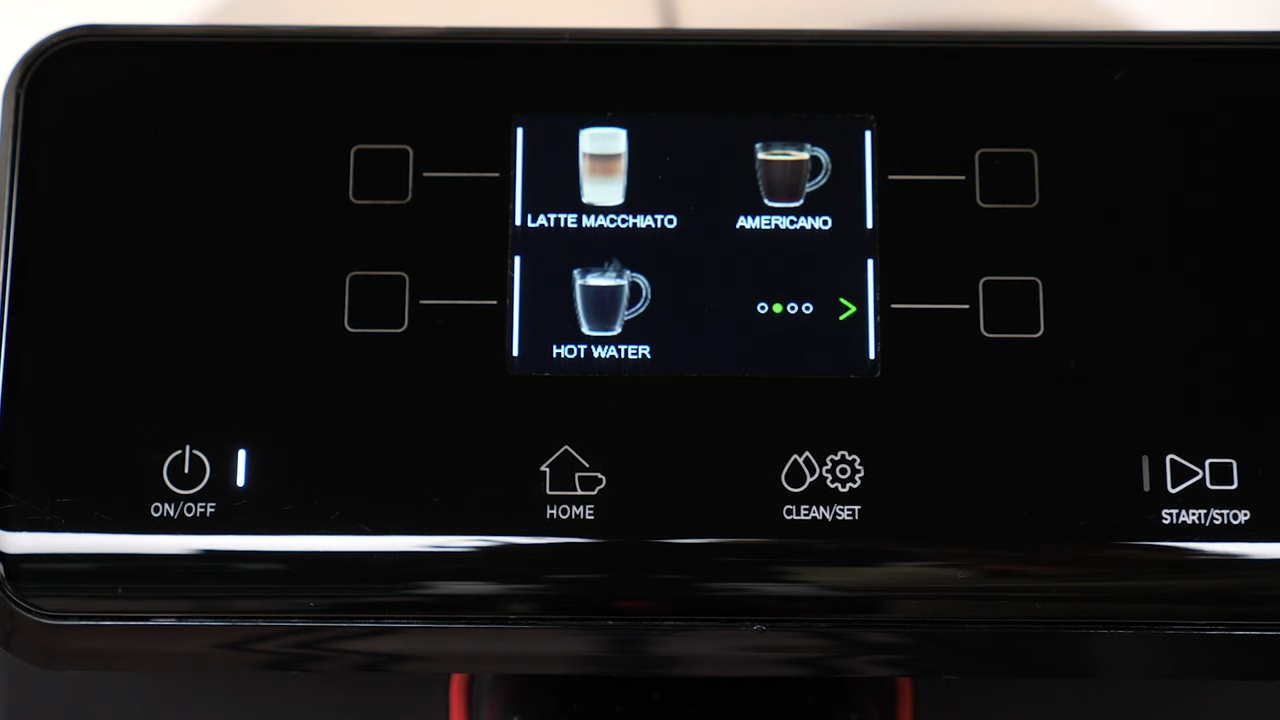 LATTE MACCHIATO
AMERICANO
HOT WATER
ON/OFF
HOME
CLEAN/SET
START/STOP